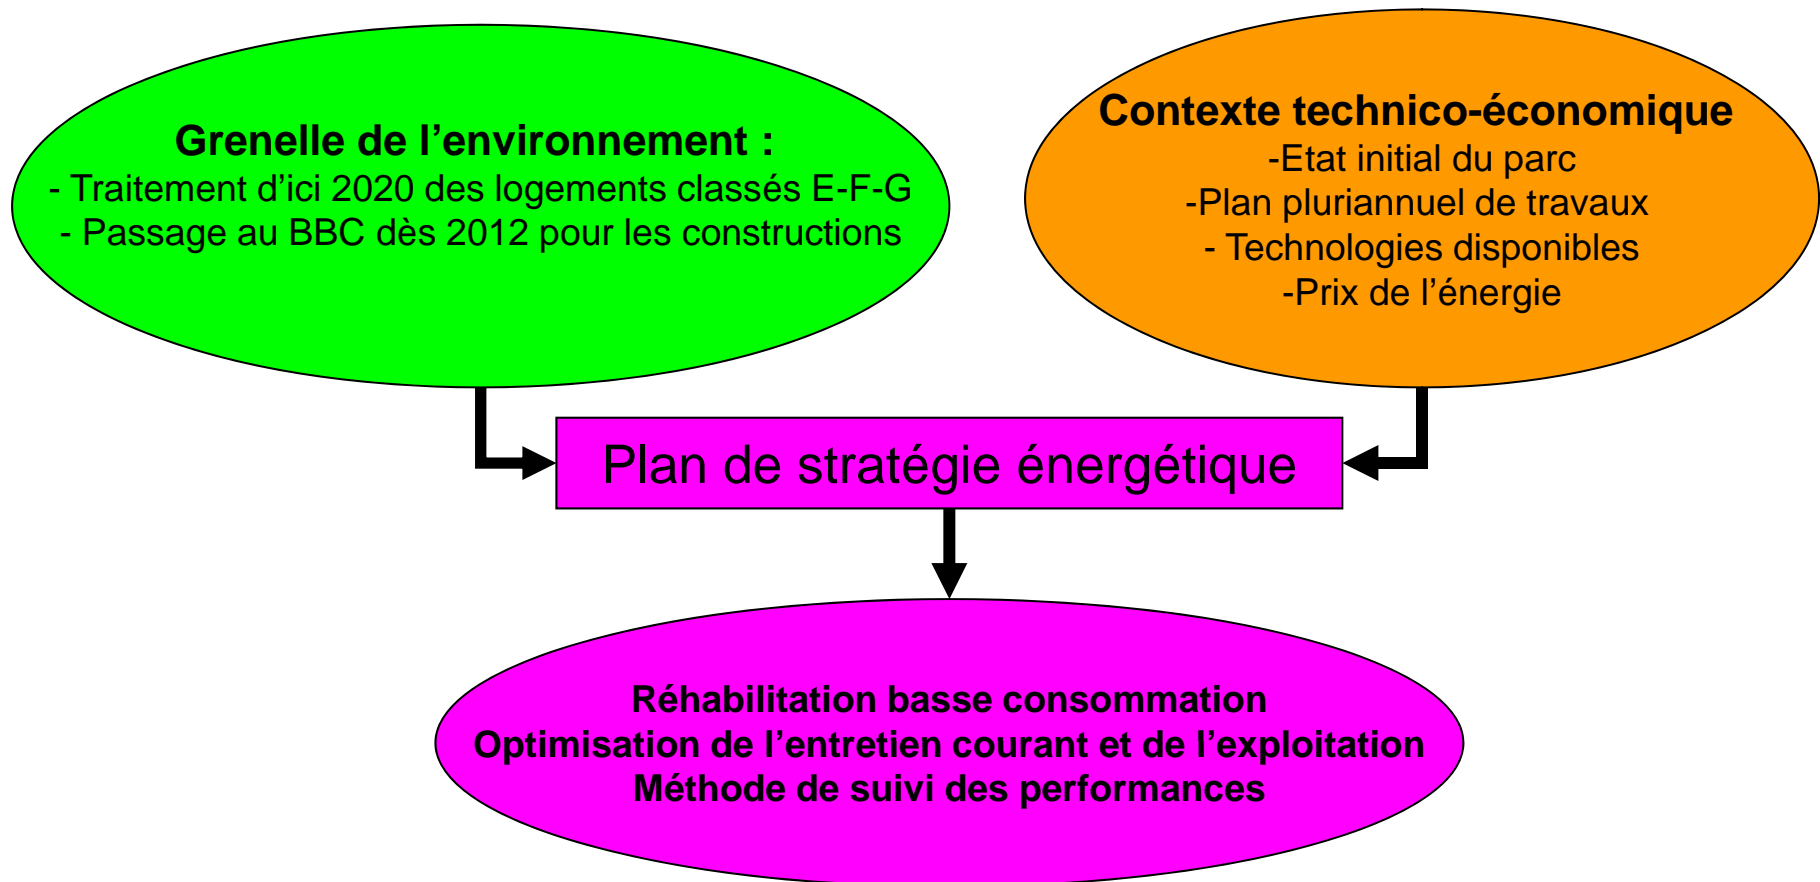 Grenelle de l’environnement :
- Traitement d’ici 2020 des logements classés E-F-G
- Passage au BBC dès 2012 pour les constructions
Contexte technico-économique
-Etat initial du parc
-Plan pluriannuel de travaux
- Technologies disponibles
-Prix de l’énergie
Plan de stratégie énergétique
Réhabilitation basse consommation
Optimisation de l’entretien courant et de l’exploitation
Méthode de suivi des performances